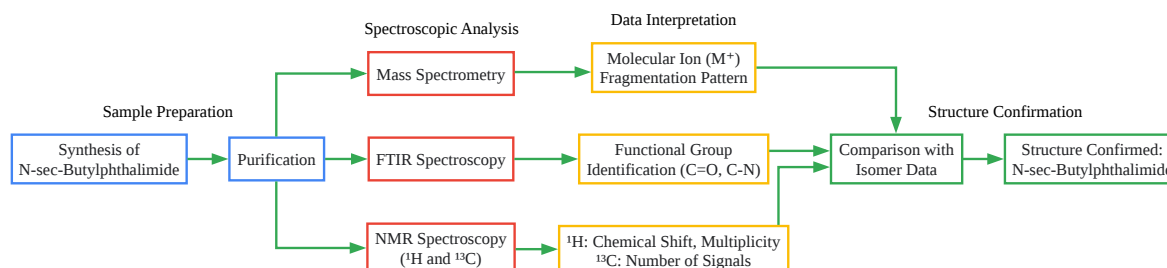 Spectroscopic Analysis
Data Interpretation
Mass Spectrometry
Molecular Ion (M⁺)
Fragmentation Pattern
Sample Preparation
Structure Confirmation
Synthesis of
N-sec-Butylphthalimide
Purification
FTIR Spectroscopy
Functional Group
Identification (C=O, C-N)
Comparison with
Isomer Data
Structure Confirmed:
N-sec-Butylphthalimide
NMR Spectroscopy
(¹H and ¹³C)
¹H: Chemical Shift, Multiplicity
¹³C: Number of Signals